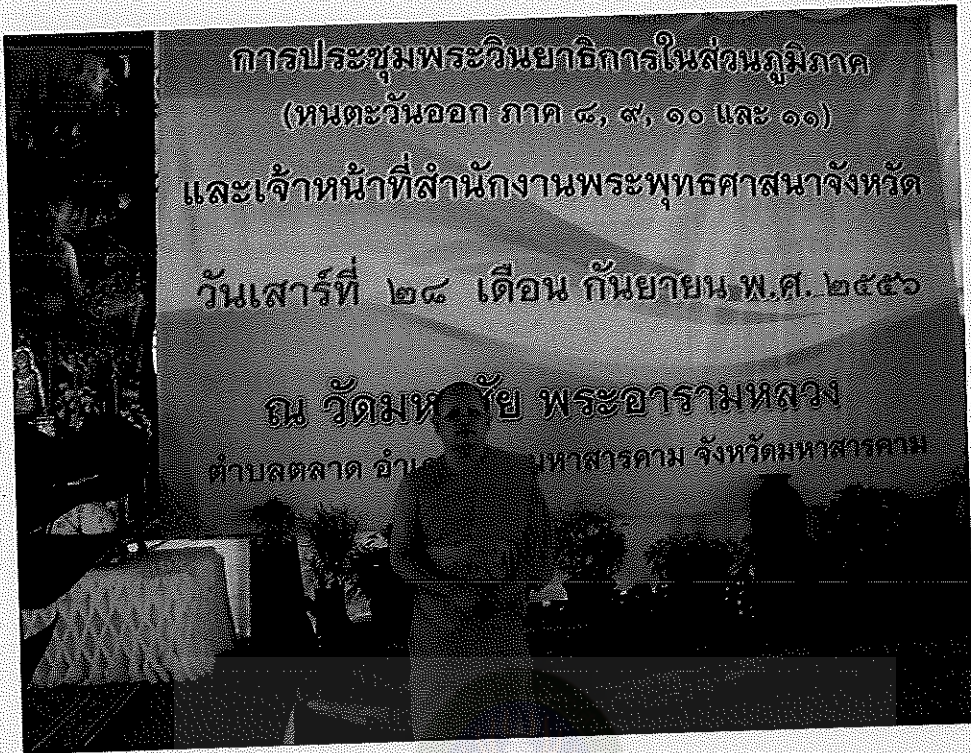 การประชุมพระวินยาธิการในส่วนภูมิภาค
(หนตะวันออก ภาค ๘, ๙, ๑๐ และ ๑๑)
และเจ้าหน้าที่สำนักงานพระพุทธศาสนาจังหวัด
วันเสาร์ที่ ๒๘ เดือน กันยายน พ.ศ. ๒๕๕๖
ณ วัดมห ชัย พระอารามหลวง
ตำบลตลาด อำเ มหาสารคาม จังหวัดมหาสารคาม